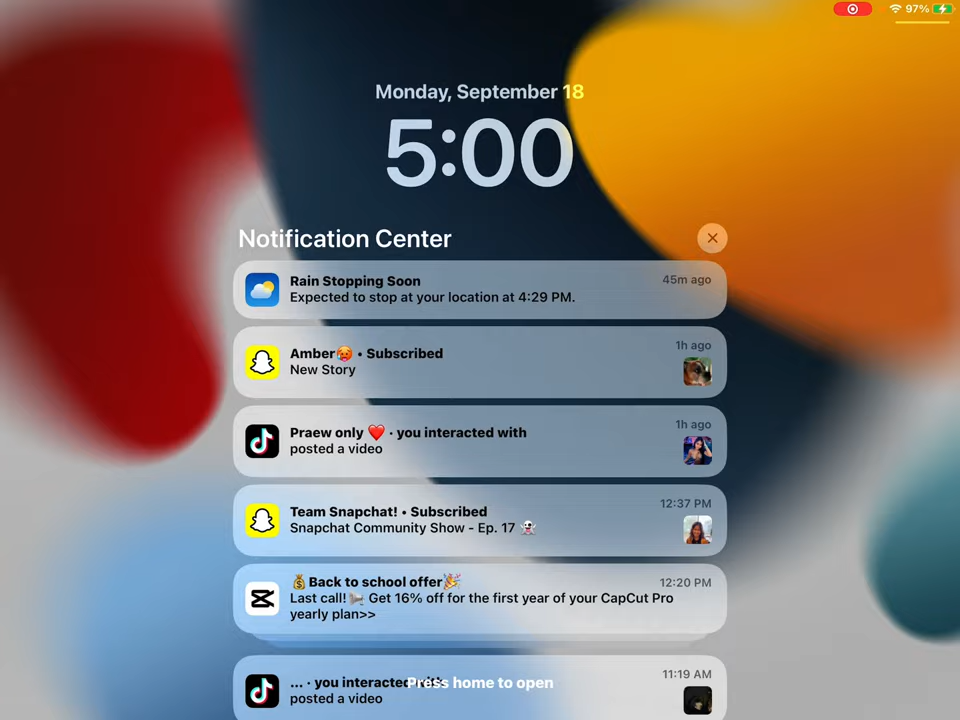 97%
Monday, September 18
5:00
Notification Center
Rain Stopping Soon
45m ago
Expected to stop at your location at 4:29 PM.
Amber🥵 • Subscribed
1h ago
New Story
Praew only ❤️ · you interacted with
1h ago
posted a video
Team Snapchat! • Subscribed
12:37 PM
Snapchat Community Show - Ep. 17 👻
💰Back to school offer🎉
12:20 PM
Last call!📢 Get 16% off for the first year of your CapCut Pro
yearly plan>>
... · you interacted with
11:19 AM
Press home to open
posted a video